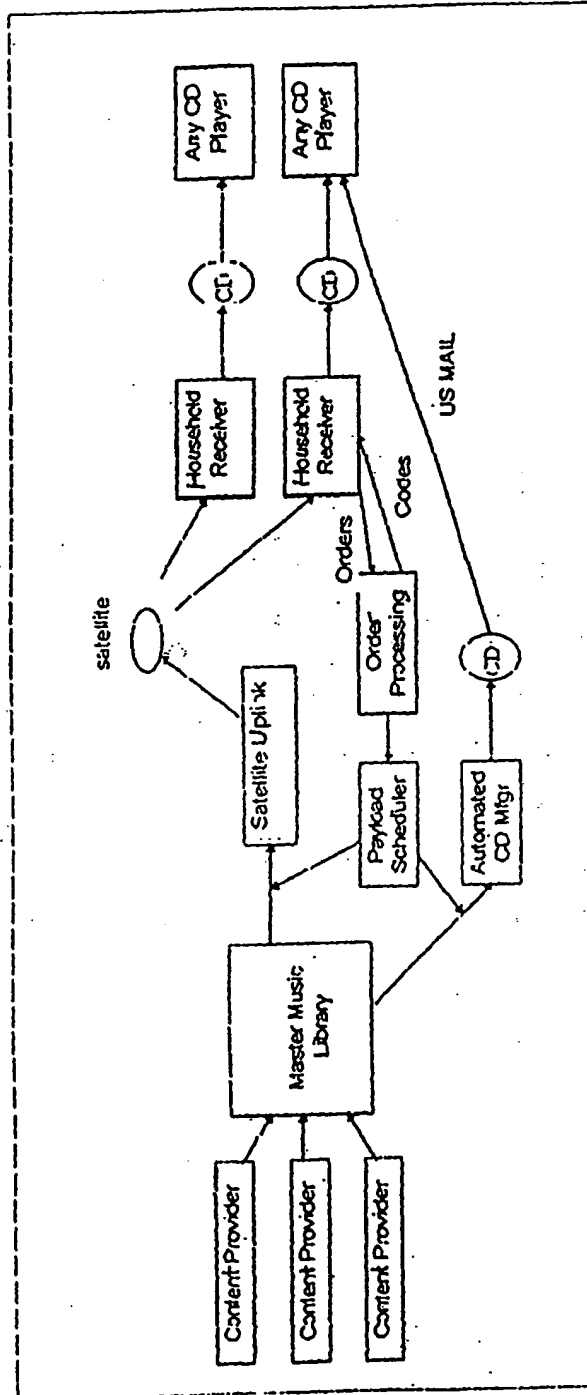 Content Provider
Content Provider
Content Provider
Master Music
Library
Satellite Uplink
satellite
Payload
Scheduler
Order
Processing
Orders
Codes
Automated
CD Mfgr
CD
US MAIL
Household
Receiver
Household
Receiver
CD
CD
Any CD
Player
Any CD
Player